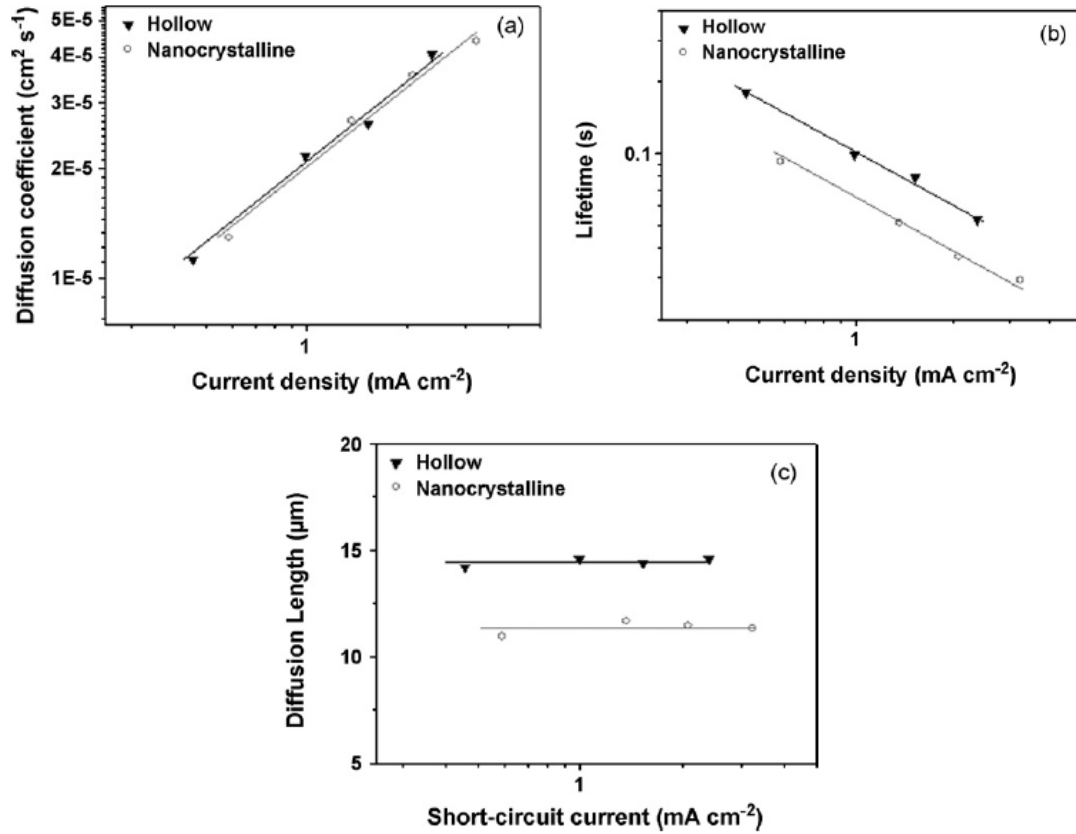 (a)
▼ Hollow
○ Nanocrystalline
5E-5
4E-5
3E-5
2E-5
1E-5
Diffusion coefficient (cm² s⁻¹)
1
Current density (mA cm⁻²)
(b)
▼ Hollow
○ Nanocrystalline
0.1
Lifetime (s)
1
Current density (mA cm⁻²)
(c)
▼ Hollow
○ Nanocrystalline
20
15
10
5
Diffusion Length (µm)
1
Short-circuit current (mA cm⁻²)